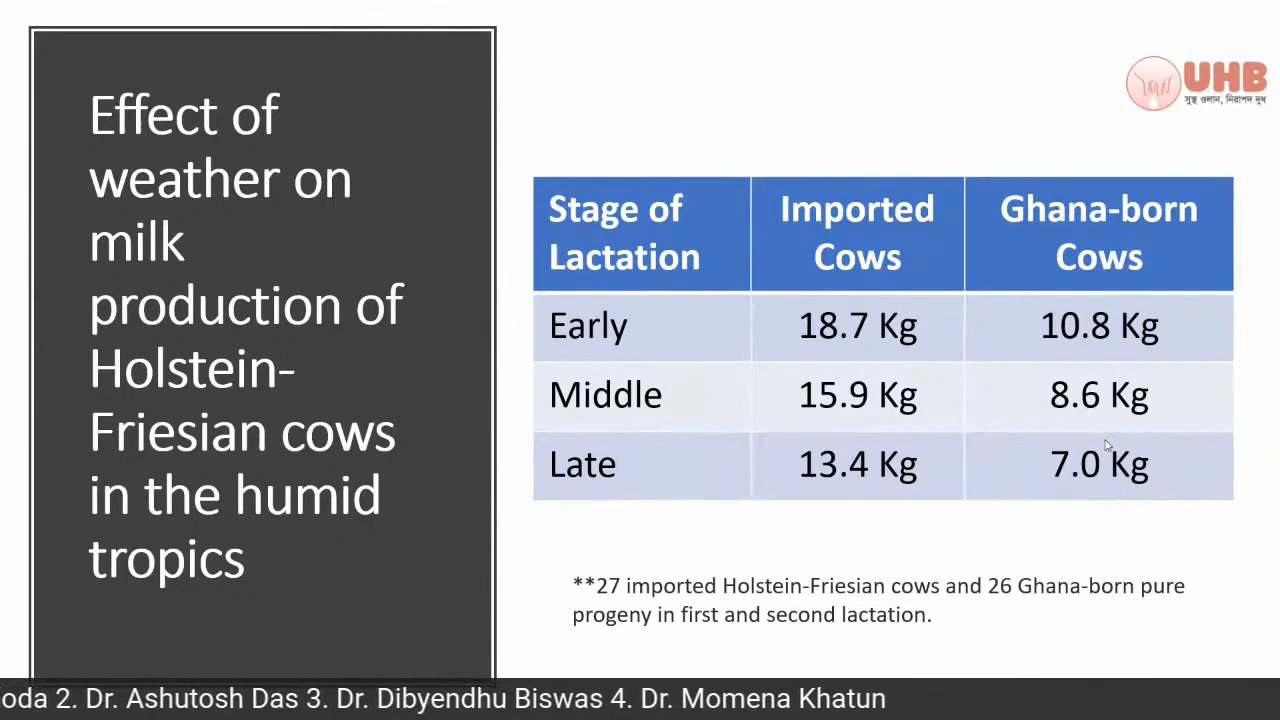 Effect of
weather on
milk
production of
Holstein-
Friesian cows
in the humid
tropics
UHB
সুস্থ ওলান, নিরাপদ দুধ
Stage of Lactation Imported Cows Ghana-born Cows
Early 18.7 Kg 10.8 Kg
Middle 15.9 Kg 8.6 Kg
Late 13.4 Kg 7.0 Kg
**27 imported Holstein-Friesian cows and 26 Ghana-born pure
progeny in first and second lactation.
oda 2. Dr. Ashutosh Das 3. Dr. Dibyendhu Biswas 4. Dr. Momena Khatun